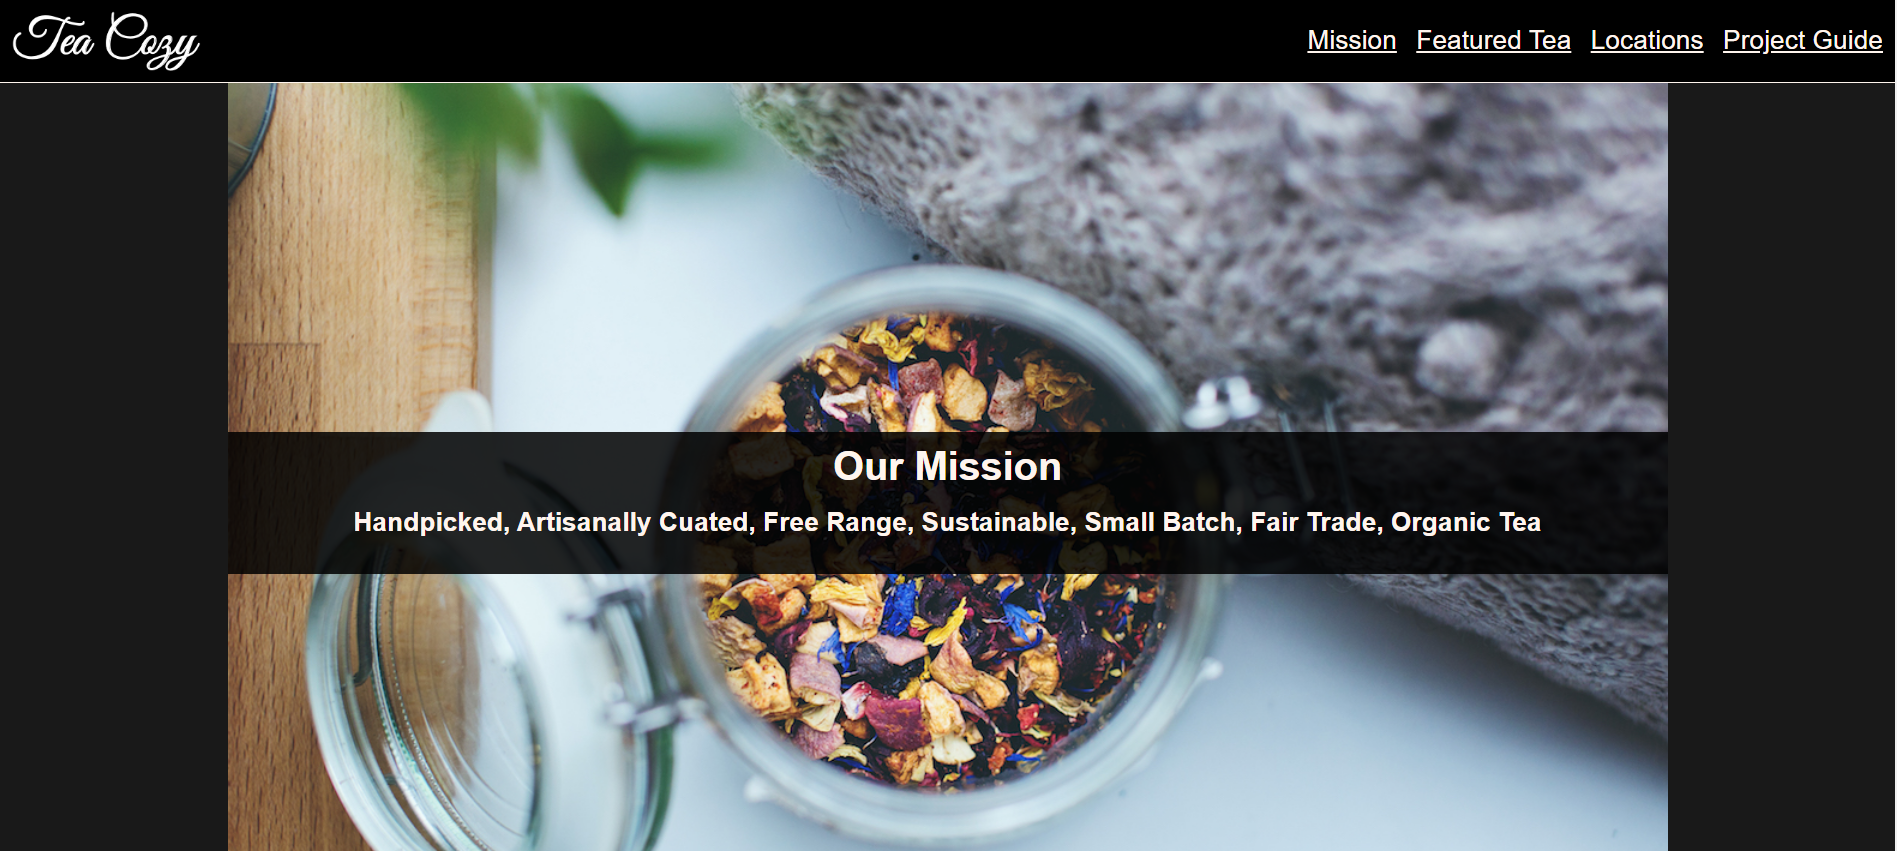 Tea Cozy
Mission Featured Tea Locations Project Guide
Our Mission
Handpicked, Artisanally Cuated, Free Range, Sustainable, Small Batch, Fair Trade, Organic Tea